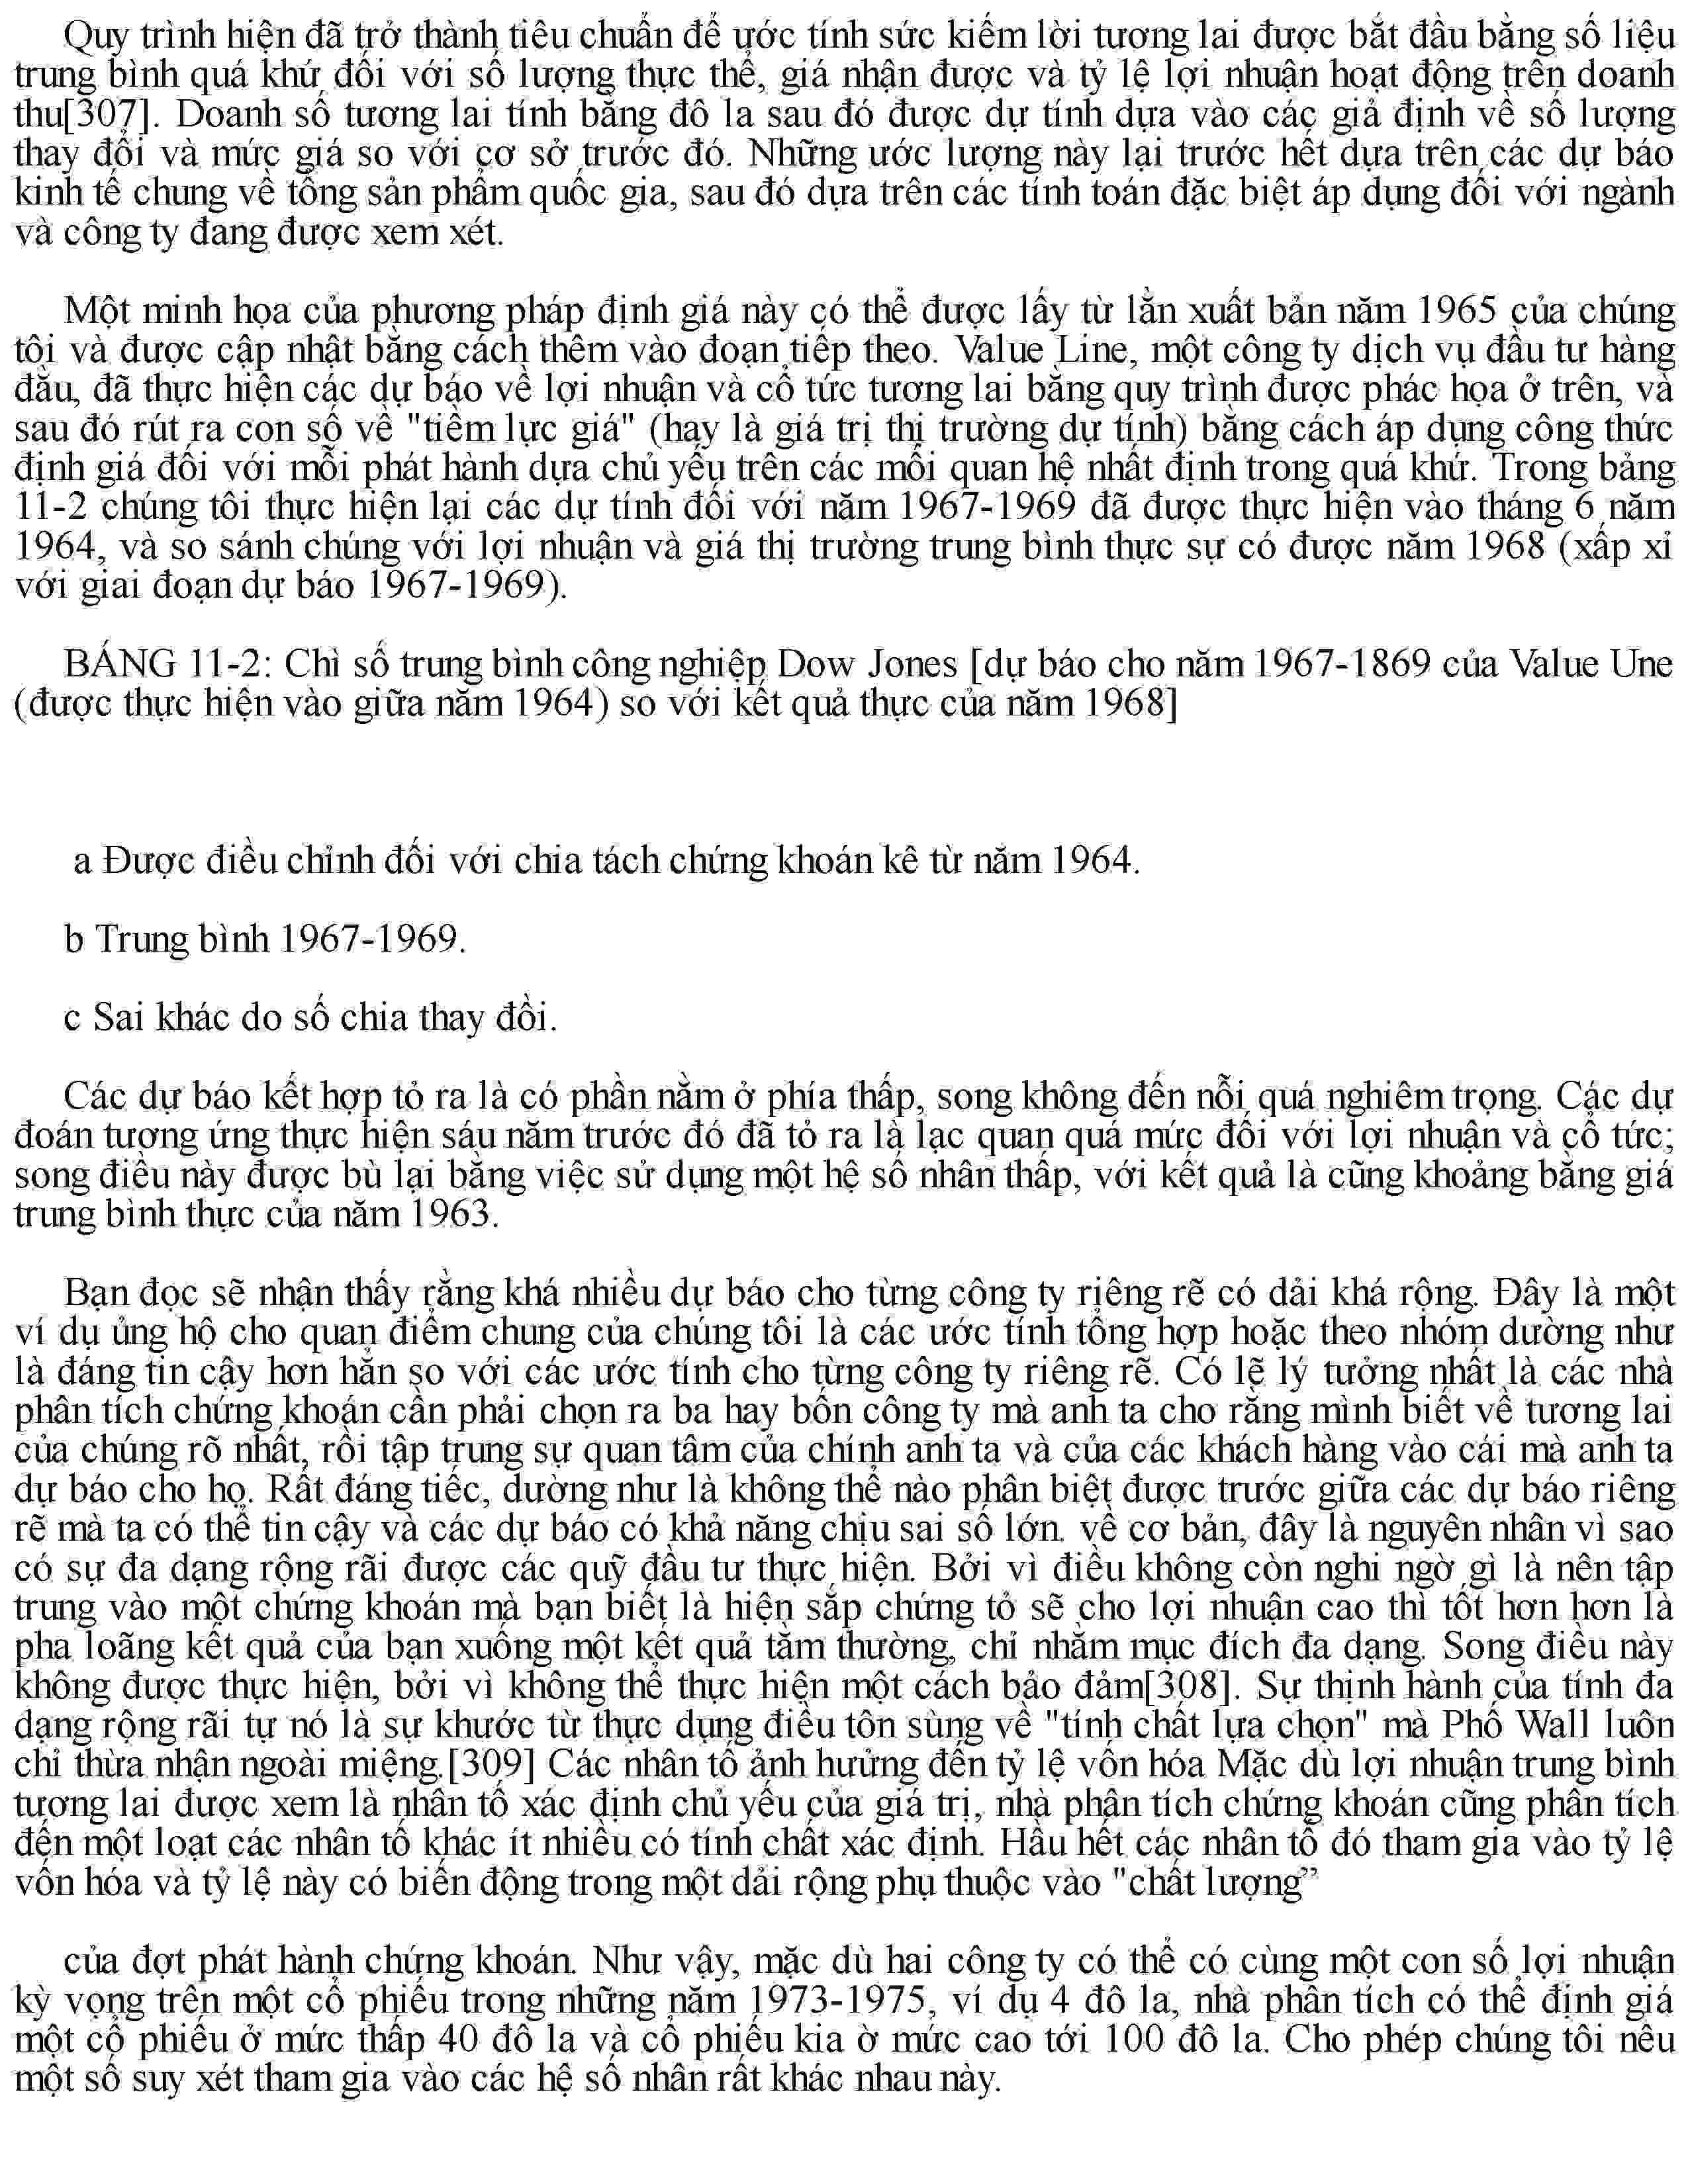 Quy trình hiện đã trở thành tiêu chuẩn để ước tính sức kiếm lời tương lai được bắt đầu bằng số liệu
trung bình quá khứ đối với số lượng thực thể, giá nhận được và tỷ lệ lợi nhuận hoạt động trên doanh
thu[307]. Doanh số tương lai tính bằng đô la sau đó được dự tính dựa vào các giả định về số lượng
thay đổi và mức giá so với cơ sở trước đó. Những ước lượng này lại trước hết dựa trên các dự báo
kinh tế chung về tổng sản phẩm quốc gia, sau đó dựa trên các tính toán đặc biệt áp dụng đối với ngành
và công ty đang được xem xét.
Một minh họa của phương pháp định giá này có thể được lấy từ lần xuất bản năm 1965 của chúng
tôi và được cập nhật bằng cách thêm vào đoạn tiếp theo. Value Line, một công ty dịch vụ đầu tư hàng
đầu, đã thực hiện các dự báo về lợi nhuận và cổ tức tương lai bằng quy trình được phác họa ở trên, và
sau đó rút ra con số về "tiềm lực giá" (hay là giá trị thị trường dự tính) bằng cách áp dụng công thức
định giá đối với mỗi phát hành dựa chủ yếu trên các mối quan hệ nhất định trong quá khứ. Trong bảng
11-2 chúng tôi thực hiện lại các dự tính đối với năm 1967-1969 đã được thực hiện vào tháng 6 năm
1964, và so sánh chúng với lợi nhuận và giá thị trường trung bình thực sự có được năm 1968 (xấp xỉ
với giai đoạn dự báo 1967-1969).
BẢNG 11-2: Chì số trung bình công nghiệp Dow Jones [dự báo cho năm 1967-1869 của Value Une
(được thực hiện vào giữa năm 1964) so với kết quả thực của năm 1968]
a Được điều chỉnh đối với chia tách chứng khoán kê từ năm 1964.
b Trung bình 1967-1969.
c Sai khác do số chia thay đồi.
Các dự báo kết hợp tỏ ra là có phần nằm ở phía thấp, song không đến nỗi quá nghiêm trọng. Các dự
đoán tương ứng thực hiện sáu năm trước đó đã tỏ ra là lạc quan quá mức đối với lợi nhuận và cổ tức;
song điều này được bù lại bằng việc sử dụng một hệ số nhân thấp, với kết quả là cũng khoảng bằng giá
trung bình thực của năm 1963.
Bạn đọc sẽ nhận thấy rằng khá nhiều dự báo cho từng công ty riêng rẽ có dải khá rộng. Đây là một
ví dụ ủng hộ cho quan điểm chung của chúng tôi là các ước tính tổng hợp hoặc theo nhóm dường như
là đáng tin cậy hơn hẳn so với các ước tính cho từng công ty riêng rẽ. Có lẽ lý tưởng nhất là các nhà
phân tích chứng khoán cần phải chọn ra ba hay bốn công ty mà anh ta cho rằng mình biết về tương lai
của chúng rõ nhất, rồi tập trung sự quan tâm của chính anh ta và của các khách hàng vào cái mà anh ta
dự báo cho họ. Rất đáng tiếc, dường như là không thể nào phân biệt được trước giữa các dự báo riêng
rẽ mà ta có thể tin cậy và các dự báo có khả năng chịu sai số lớn. về cơ bản, đây là nguyên nhân vì sao
có sự đa dạng rộng rãi được các quỹ đầu tư thực hiện. Bởi vì điều không còn nghi ngờ gì là nên tập
trung vào một chứng khoán mà bạn biết là hiện sắp chứng tỏ sẽ cho lợi nhuận cao thì tốt hơn hơn là
pha loãng kết quả của bạn xuống một kết quả tầm thường, chỉ nhằm mục đích đa dạng. Song điều này
không được thực hiện, bởi vì không thể thực hiện một cách bảo đảm[308]. Sự thịnh hành của tính đa
dạng rộng rãi tự nó là sự khước từ thực dụng điều tôn sùng về "tính chất lựa chọn" mà Phố Wall luôn
chỉ thừa nhận ngoài miệng.[309] Các nhân tố ảnh hưửng đến tỷ lệ vốn hóa Mặc dù lợi nhuận trung bình
tương lai được xem là nhân tố xác định chủ yếu của giá trị, nhà phân tích chứng khoán cũng phân tích
đến một loạt các nhân tố khác ít nhiều có tính chất xác định. Hầu hết các nhân tố đó tham gia vào tỷ lệ
vốn hóa và tỷ lệ này có biến động trong một dải rộng phụ thuộc vào "chất lượng”
của đợt phát hành chứng khoán. Như vậy, mặc dù hai công ty có thể có cùng một con số lợi nhuận
kỳ vọng trên một cổ phiếu trong những năm 1973-1975, ví dụ 4 đô la, nhà phân tích có thể định giá
một cổ phiếu ở mức thấp 40 đô la và cổ phiếu kia ờ mức cao tới 100 đô la. Cho phép chúng tôi nêu
một số suy xét tham gia vào các hệ số nhân rất khác nhau này.